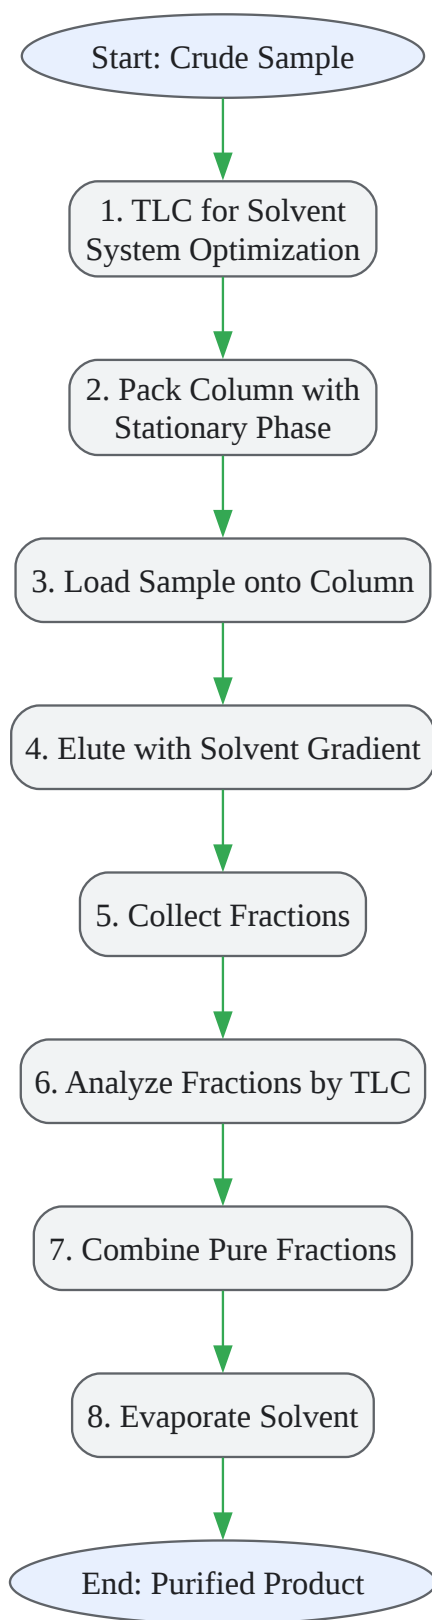 Start: Crude Sample
1. TLC for Solvent
System Optimization
2. Pack Column with
Stationary Phase
3. Load Sample onto Column
4. Elute with Solvent Gradient
5. Collect Fractions
6. Analyze Fractions by TLC
7. Combine Pure Fractions
8. Evaporate Solvent
End: Purified Product